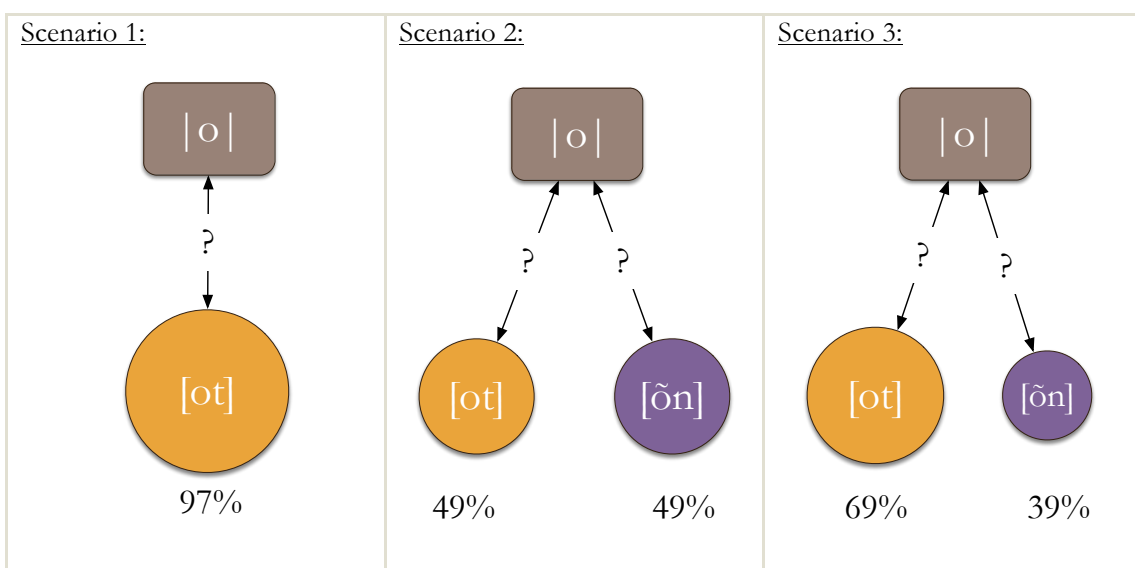 Scenario 1:
|o|
?
[ot]
97%
Scenario 2:
|o|
? ?
[ot] [õn]
49% 49%
Scenario 3:
|o|
? ?
[ot] [õn]
69% 39%